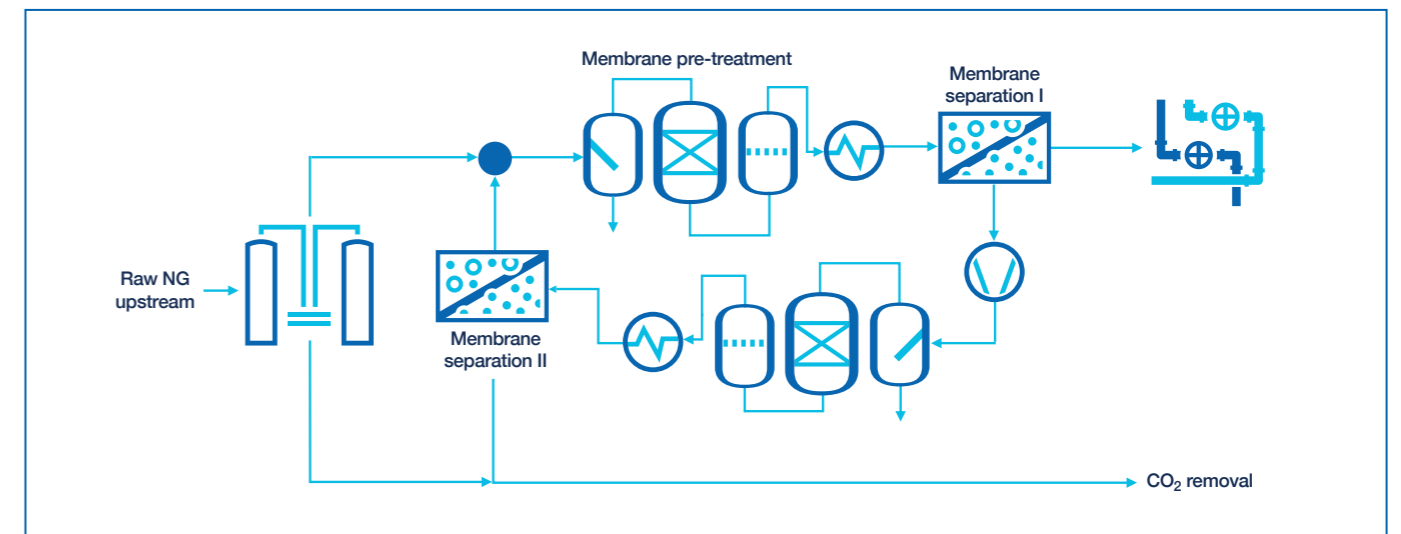 Membrane pre-treatment
Membrane
separation I
Raw NG
upstream
Membrane
separation II
CO₂ removal